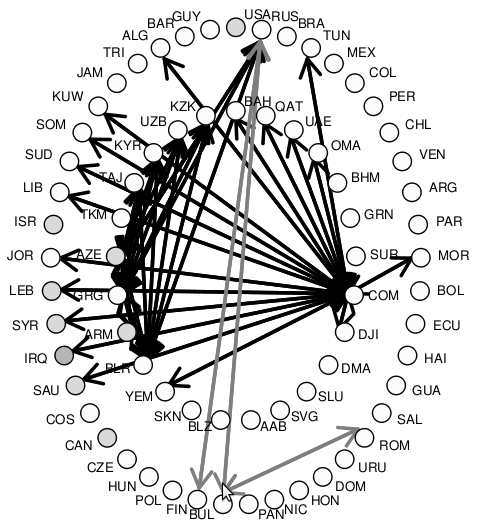 USA RUS
BAR GUY BRA
ALG TUN
TRI MEX
JAM COL
KUW KZK BAH QAT PER
SOM UZB UAE CHL
SUD KYR OMA VEN
LIB TAJ BHM ARG
ISR TKM GRN PAR
JOR AZE SUR MOR
LEB GRG COM BOL
SYR ARM DJI ECU
IRQ BLR DMA HAI
SAU YEM SLU GUA
COS SKN BLZ AAB SVG SAL
CAN ROM
CZE URU
HUN DOM
POL HON
FIN BUL PAN NIC